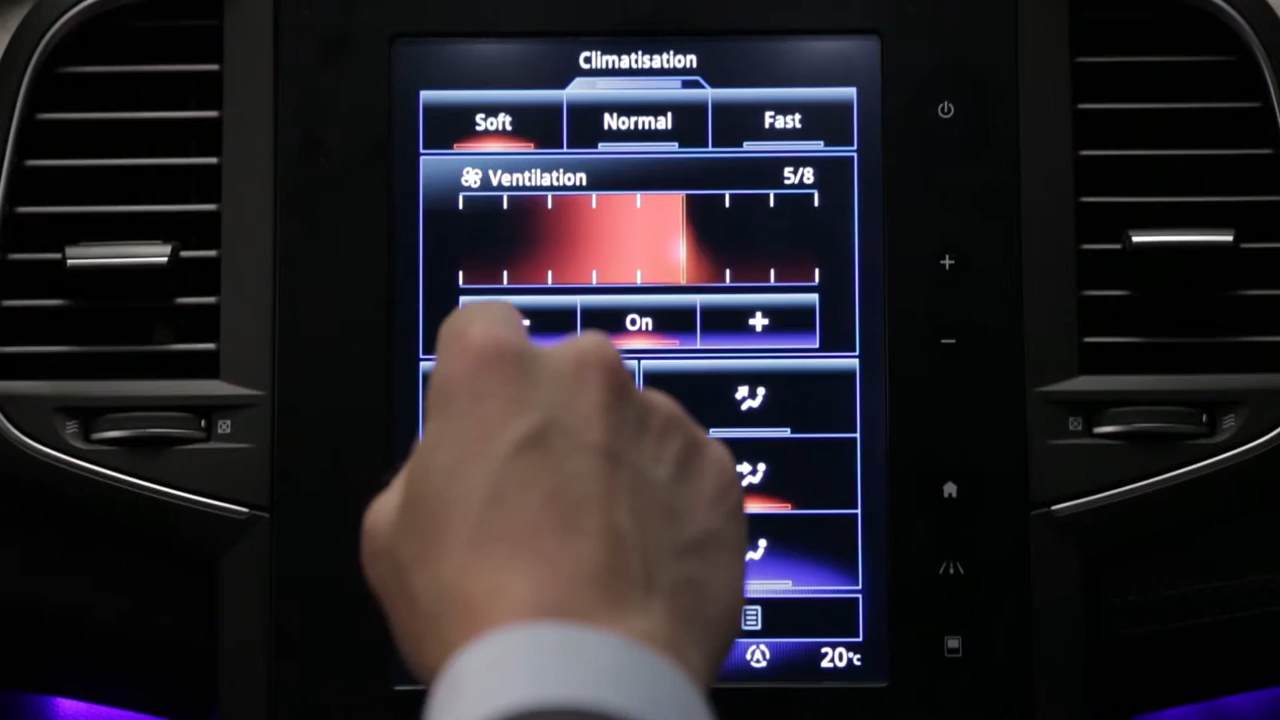 Climatisation
Soft Normal Fast
Ventilation 5/8
- On +
20°C